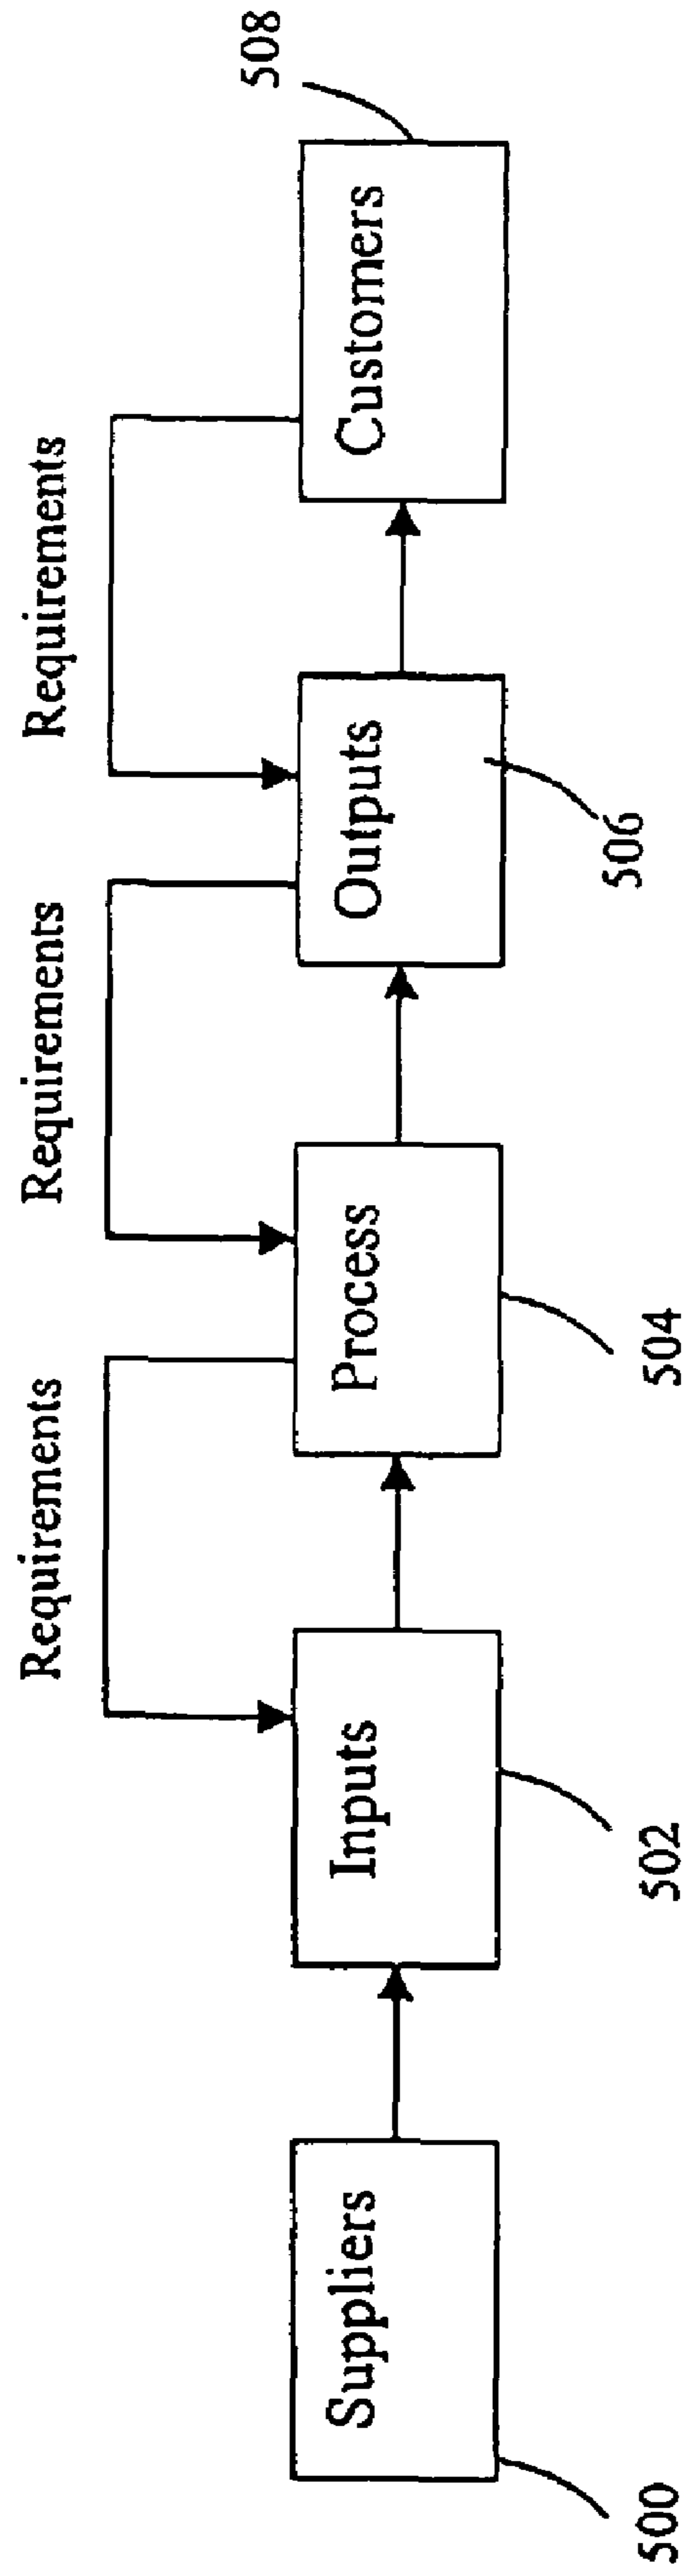 Requirements
Requirements
Requirements
Suppliers
Inputs
Process
Outputs
Customers
500
502
504
506
508